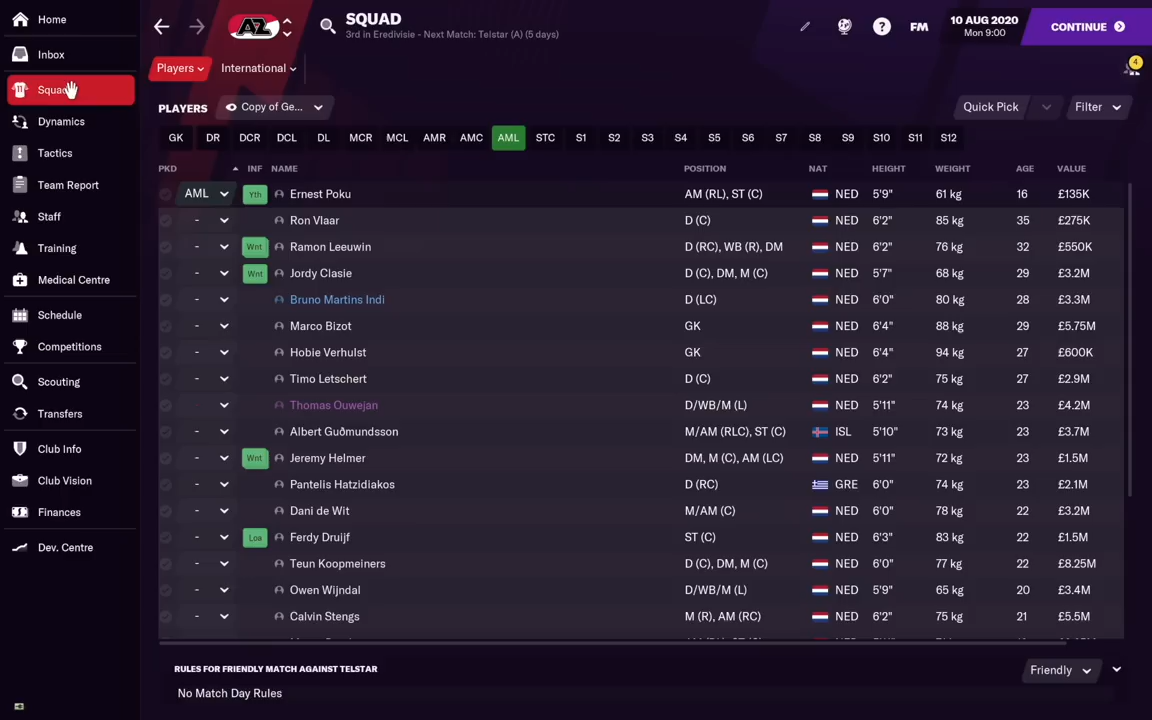 Home
Inbox
Squad
Dynamics
Tactics
Team Report
Staff
Training
Medical Centre
Schedule
Competitions
Scouting
Transfers
Club Info
Club Vision
Finances
Dev. Centre
AZ
SQUAD
3rd in Eredivisie - Next Match: Telstar (A) (5 days)
? FM 10 AUG 2020 Mon 9:00 CONTINUE
4
Players International
PLAYERS Copy of Ge... Quick Pick Filter
GK DR DCR DCL DL MCR MCL AMR AMC AML STC S1 S2 S3 S4 S5 S6 S7 S8 S9 S10 S11 S12
PKD INF NAME POSITION NAT HEIGHT WEIGHT AGE VALUE
AML Yth Ernest Poku AM (RL), ST (C) NED 5'9" 61 kg 16 £135K
- Ron Vlaar D (C) NED 6'2" 85 kg 35 £275K
- Wnt Ramon Leeuwin D (RC), WB (R), DM NED 6'2" 76 kg 32 £550K
- Wnt Jordy Clasie D (C), DM, M (C) NED 5'7" 68 kg 29 £3.2M
- Bruno Martins Indi D (LC) NED 6'0" 80 kg 28 £3.3M
- Marco Bizot GK NED 6'4" 88 kg 29 £5.75M
- Hobie Verhulst GK NED 6'4" 94 kg 27 £600K
- Timo Letschert D (C) NED 6'2" 75 kg 27 £2.9M
Thomas Ouwejan D/WB/M (L) NED 5'11" 74 kg 23 £4.2M
- Albert Guðmundsson M/AM (RLC), ST (C) ISL 5'10" 73 kg 23 £3.7M
- Wnt Jeremy Helmer DM, M (C), AM (LC) NED 5'11" 72 kg 23 £1.5M
- Pantelis Hatzidiakos D (RC) GRE 6'0" 74 kg 23 £2.1M
- Dani de Wit M/AM (C) NED 6'0" 78 kg 22 £3.2M
- Loa Ferdy Druijf ST (C) NED 6'3" 83 kg 22 £1.5M
- Teun Koopmeiners D (C), DM, M (C) NED 6'0" 77 kg 22 £8.25M
- Owen Wijndal D/WB/M (L) NED 5'9" 65 kg 20 £3.4M
- Calvin Stengs M (R), AM (RC) NED 6'2" 75 kg 21 £5.5M
RULES FOR FRIENDLY MATCH AGAINST TELSTAR Friendly
No Match Day Rules